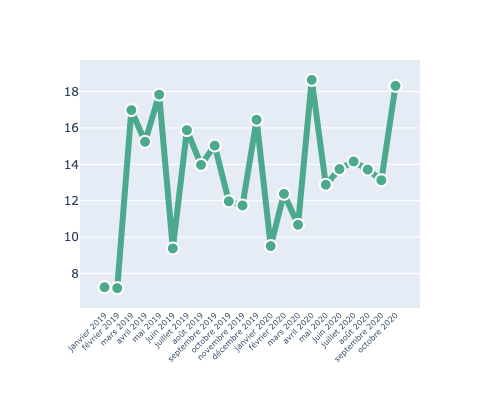 18
16
14
12
10
8
janvier 2019
février 2019
mars 2019
avril 2019
mai 2019
juin 2019
juillet 2019
août 2019
septembre 2019
octobre 2019
novembre 2019
décembre 2019
janvier 2020
février 2020
mars 2020
avril 2020
mai 2020
juin 2020
juillet 2020
août 2020
septembre 2020
octobre 2020